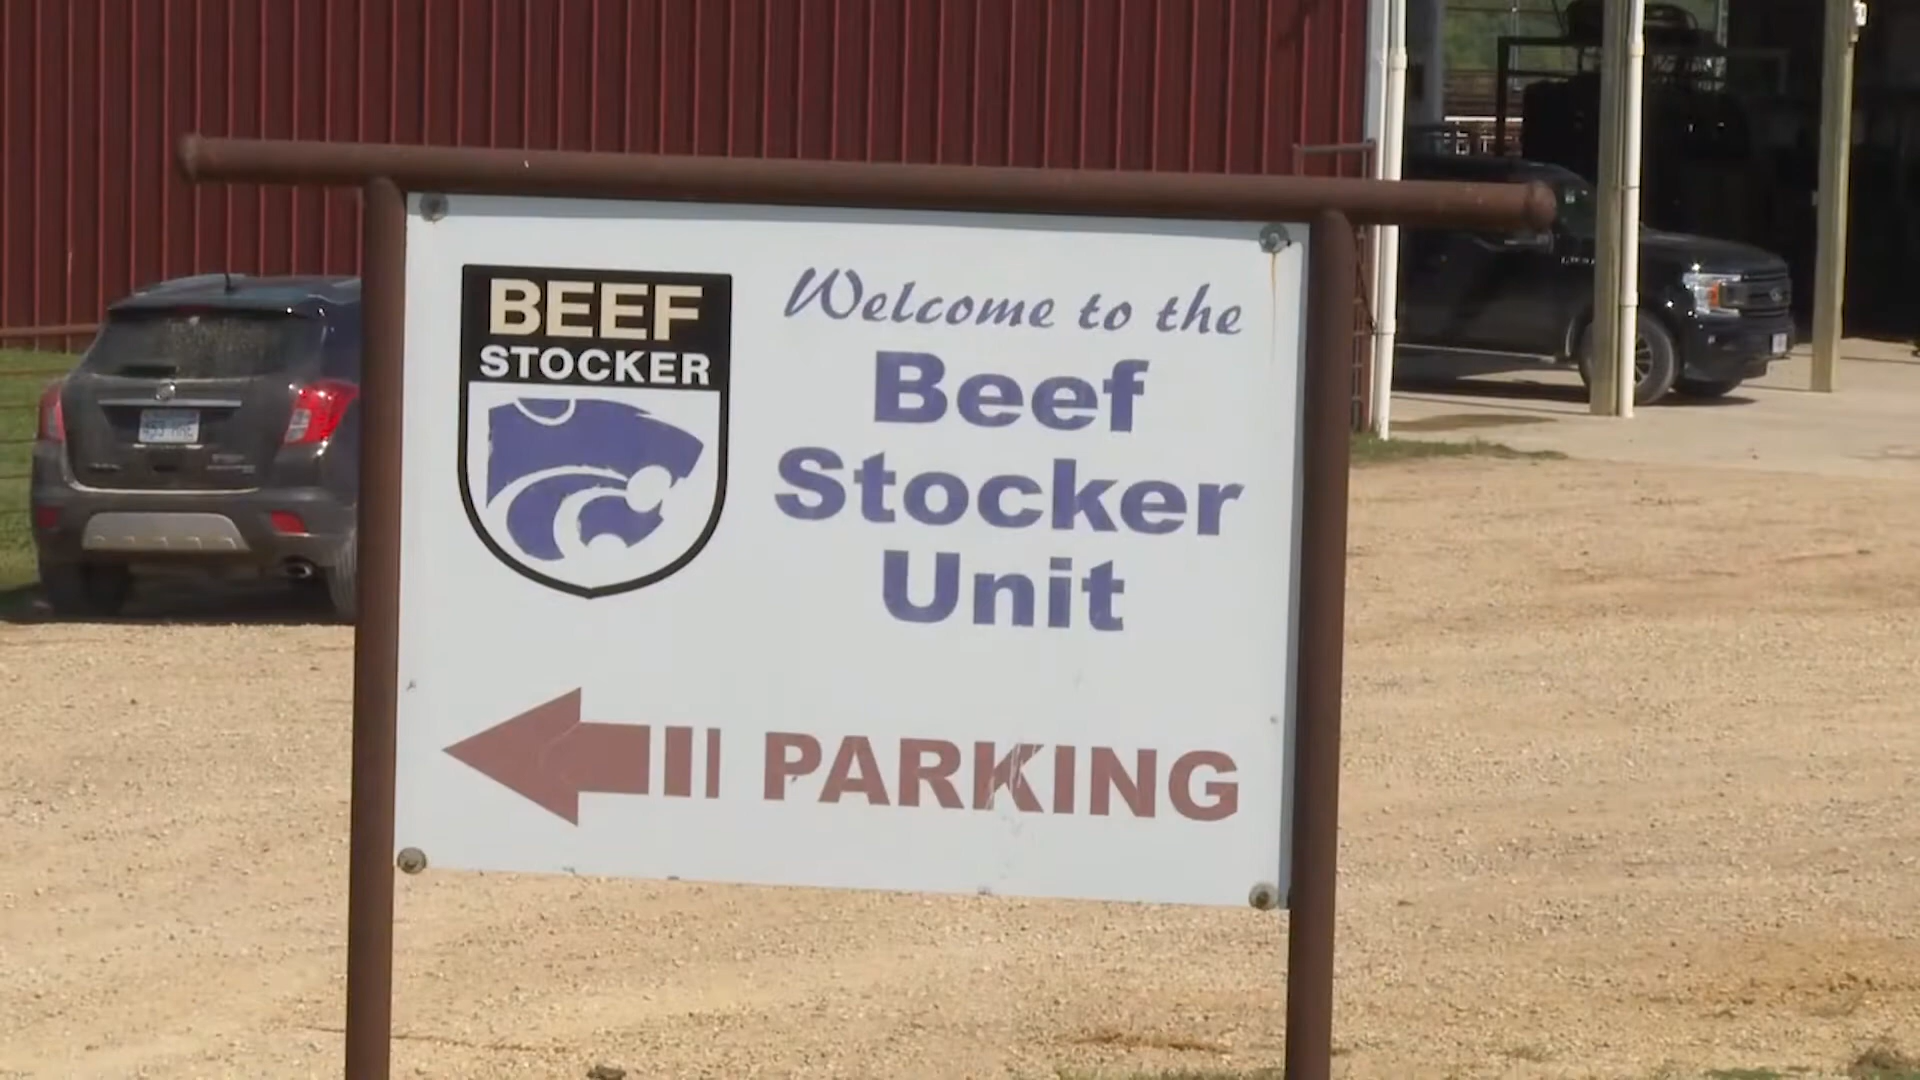 BEEF
STOCKER
Welcome to the
Beef
Stocker
Unit
PARKING